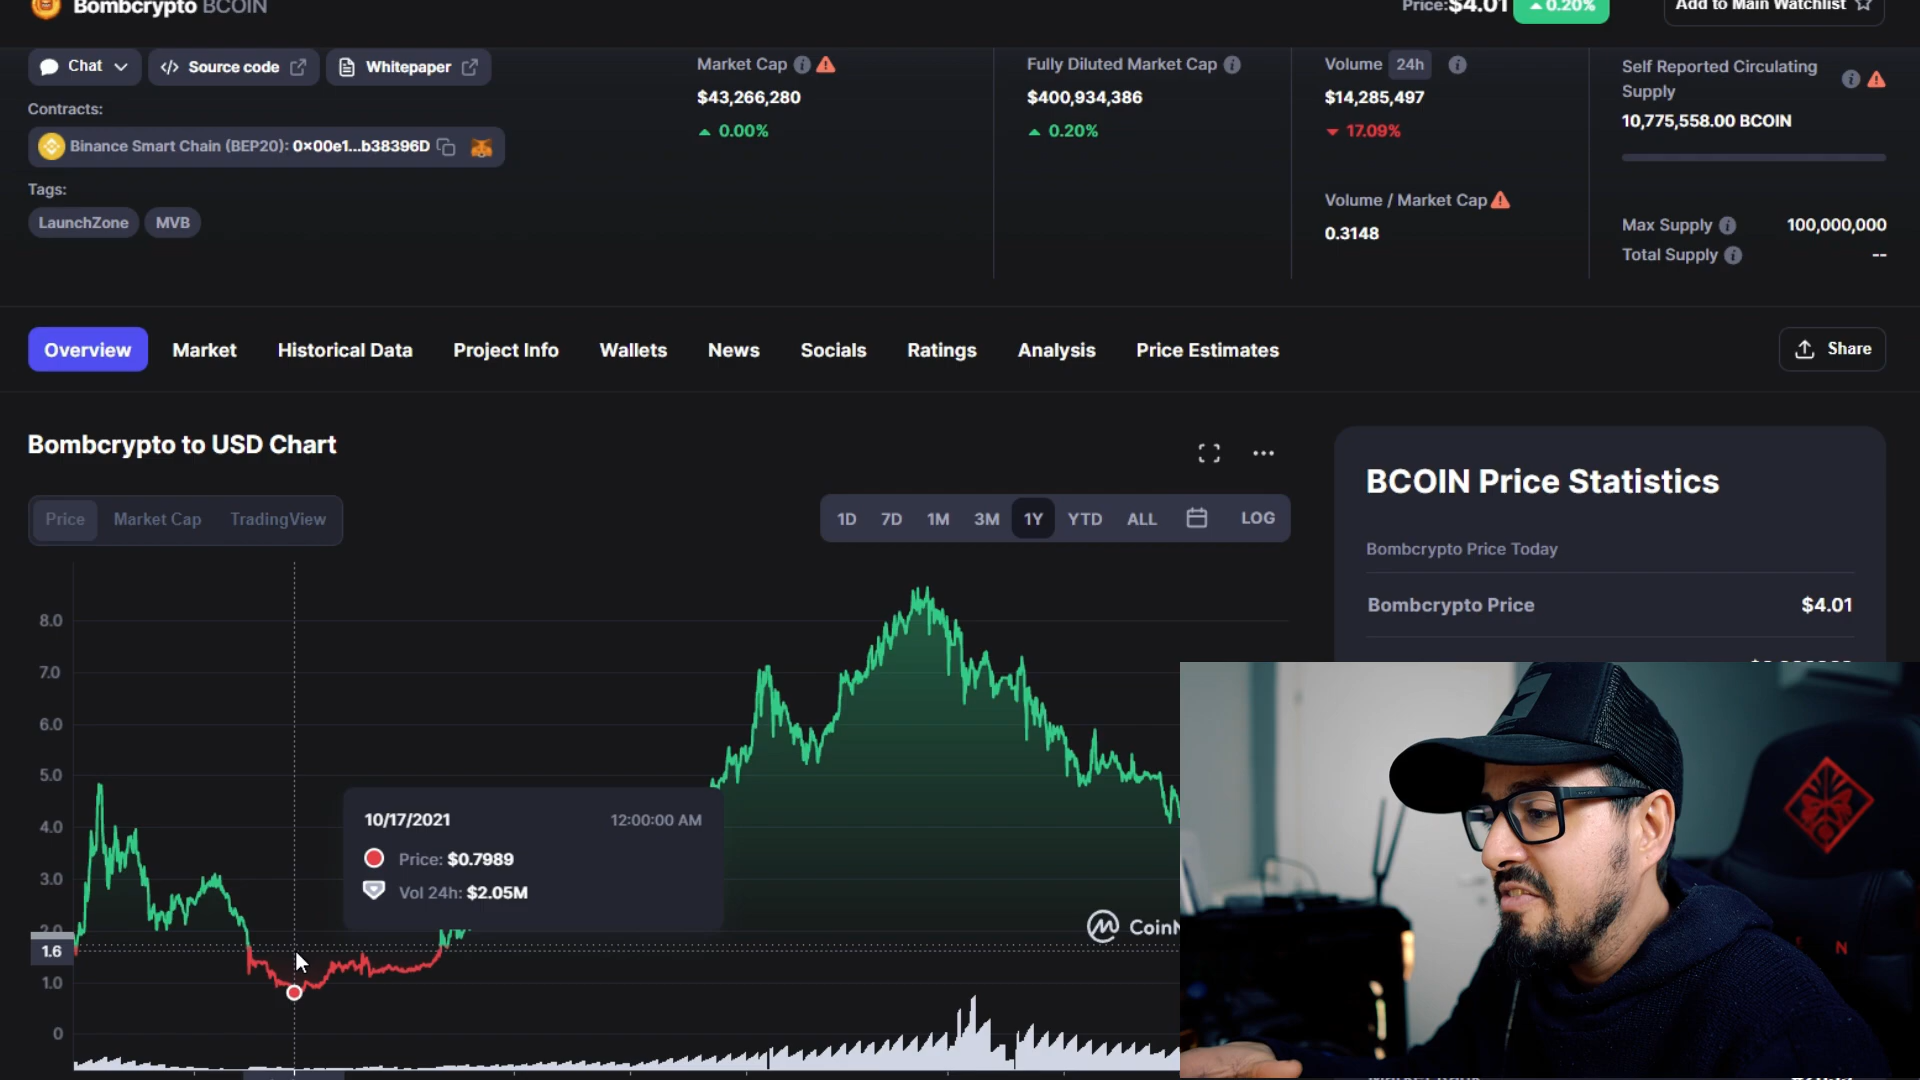 Bombcrypto BCOIN
Price:$4.01
0.20%
Add to Main Watchlist
Chat
Source code
Whitepaper
Contracts:
Binance Smart Chain (BEP20): 0x00e1...b38396D
Tags:
LaunchZone
MVB
Market Cap
$43,266,280
0.00%
Fully Diluted Market Cap
$400,934,386
0.20%
Volume 24h
$14,285,497
17.09%
Volume / Market Cap
0.3148
Self Reported Circulating
Supply
10,775,558.00 BCOIN
Max Supply 100,000,000
Total Supply --
Overview
Market
Historical Data
Project Info
Wallets
News
Socials
Ratings
Analysis
Price Estimates
Share
Bombcrypto to USD Chart
Price
Market Cap
TradingView
1D
7D
1M
3M
1Y
YTD
ALL
LOG
8.0
7.0
6.0
5.0
4.0
3.0
2.0
1.6
1.0
0
10/17/2021 12:00:00 AM
Price: $0.7989
Vol 24h: $2.05M
BCOIN Price Statistics
Bombcrypto Price Today
Bombcrypto Price $4.01